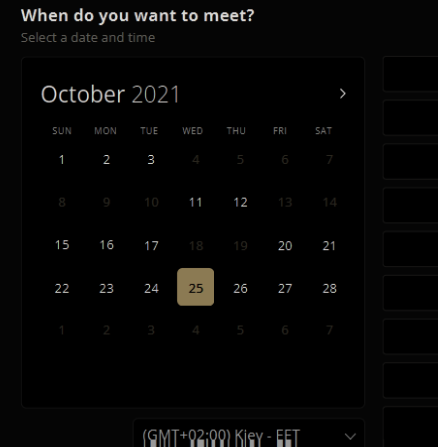 When do you want to meet?
Select a date and time
October 2021
SUN MON TUE WED THU FRI SAT
1 2 3 4 5 6 7
8 9 10 11 12 13 14
15 16 17 18 19 20 21
22 23 24 25 26 27 28
1 2 3 4 5 6 7
(GMT+02:00) Kiev - EET